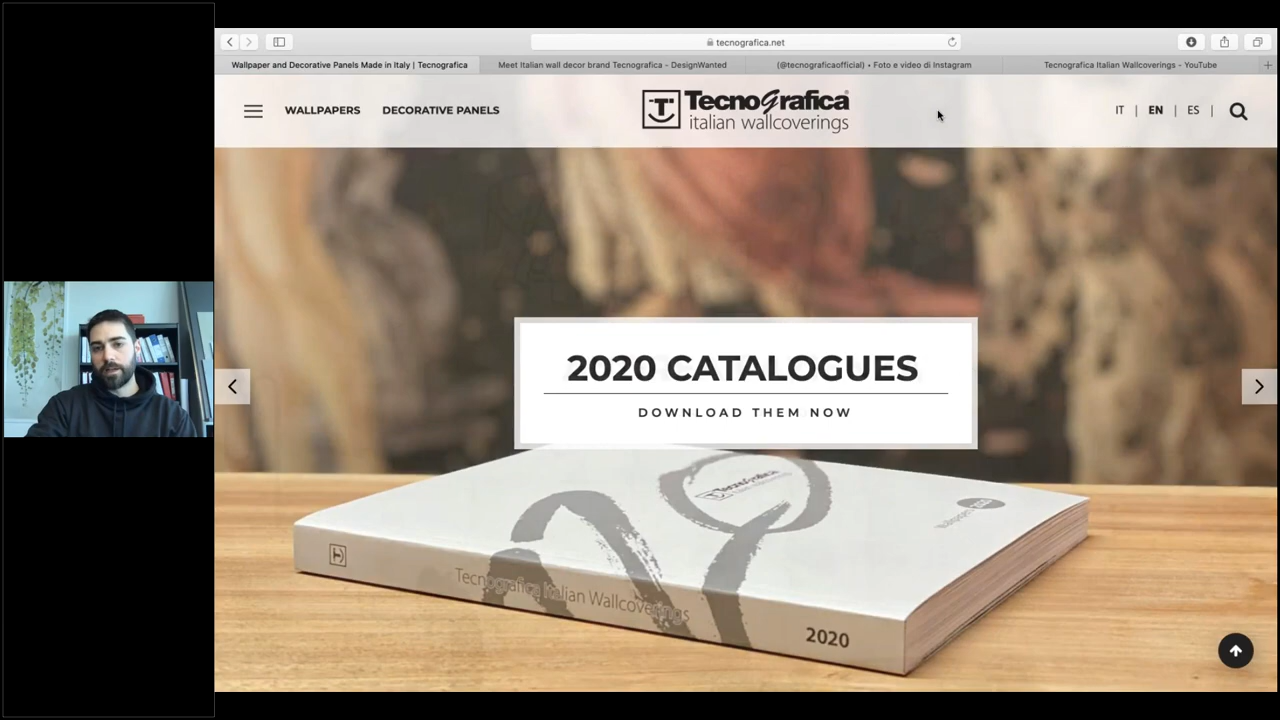 tecnografica.net
Wallpaper and Decorative Panels Made in Italy | Tecnografica
Meet Italian wall decor brand Tecnografica - DesignWanted
(@tecnograficaofficial) • Foto e video di Instagram
Tecnografica Italian Wallcoverings - YouTube
WALLPAPERS
DECORATIVE PANELS
TecnoGrafica®
italian wallcoverings
IT | EN | ES |
2020 CATALOGUES
DOWNLOAD THEM NOW
TecnoGrafica
Tecnografica Italian Wallcoverings
2020